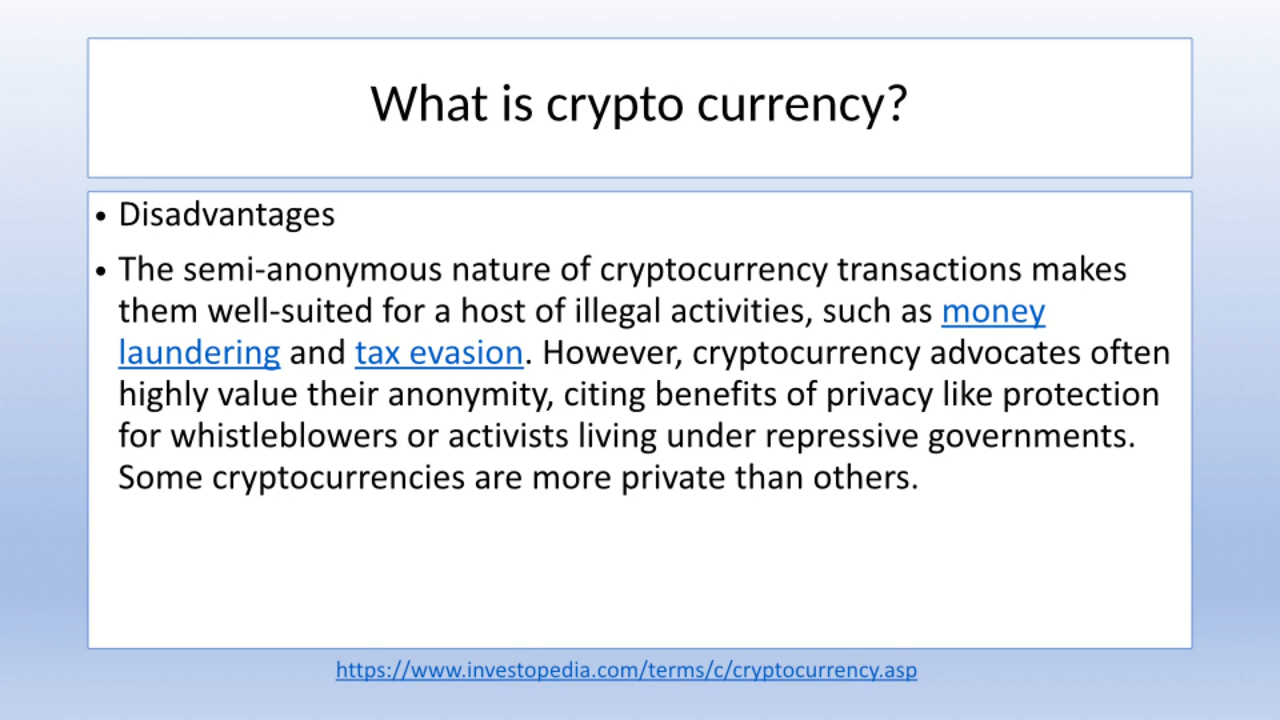 What is crypto currency?
• Disadvantages
• The semi-anonymous nature of cryptocurrency transactions makes
them well-suited for a host of illegal activities, such as money
laundering and tax evasion. However, cryptocurrency advocates often
highly value their anonymity, citing benefits of privacy like protection
for whistleblowers or activists living under repressive governments.
Some cryptocurrencies are more private than others.
https://www.investopedia.com/terms/c/cryptocurrency.asp